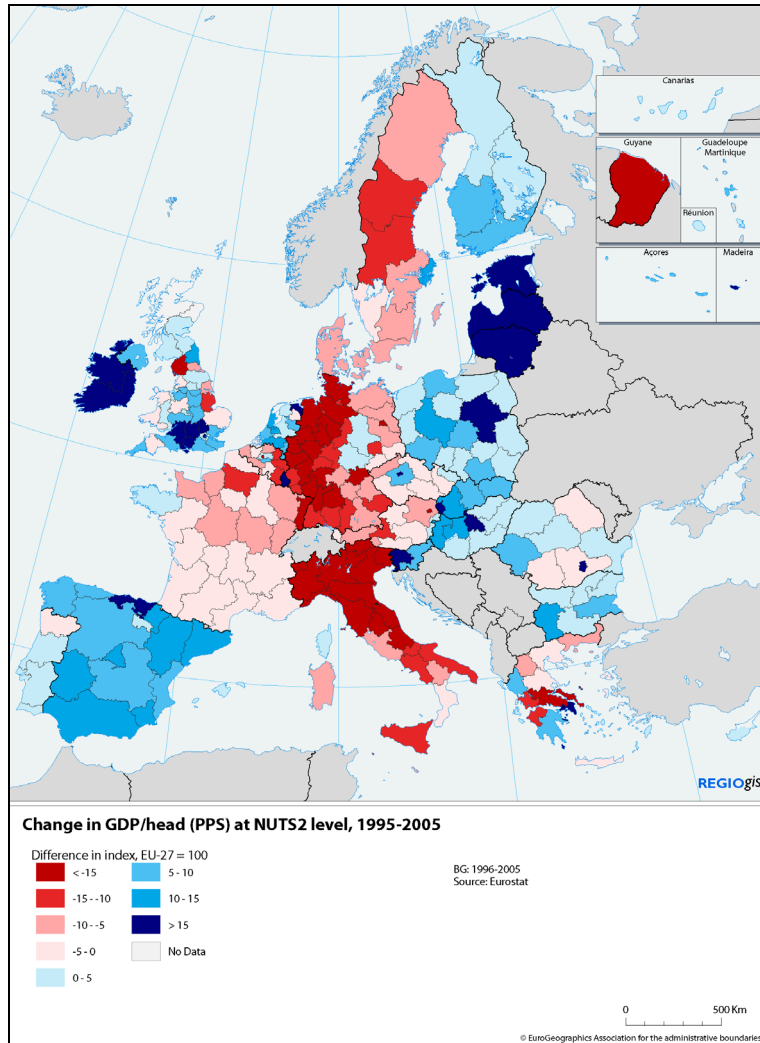 Canarias
Guyane
Guadeloupe
Martinique
Réunion
Açores
Madeira
REGIOgis
Change in GDP/head (PPS) at NUTS2 level, 1995-2005
Difference in index, EU-27 = 100
< -15
-15 - -10
-10 - -5
-5 - 0
0 - 5
5 - 10
10 - 15
> 15
No Data
BG: 1996-2005
Source: Eurostat
0 500 Km
© EuroGeographics Association for the administrative boundaries